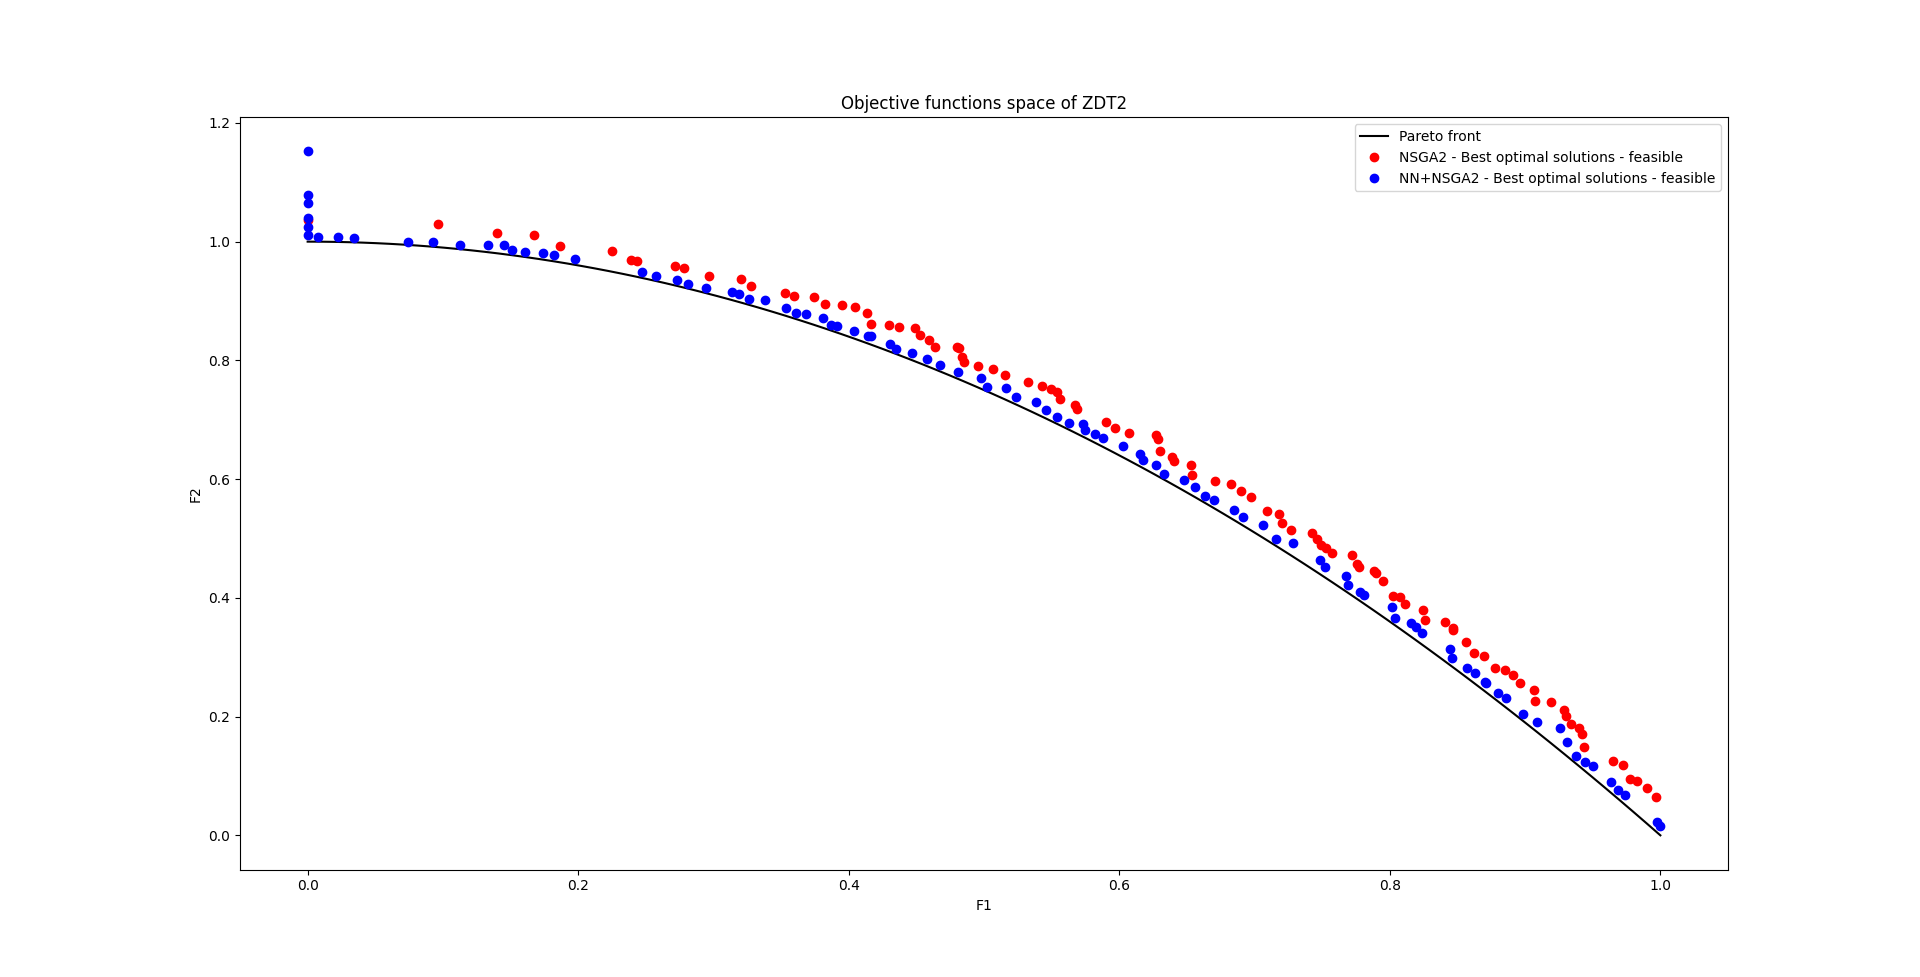 Objective functions space of ZDT2
Pareto front
NSGA2 - Best optimal solutions - feasible
NN+NSGA2 - Best optimal solutions - feasible
1.2
1.0
0.8
0.6
0.4
0.2
0.0
F2
0.0 0.2 0.4 0.6 0.8 1.0
F1